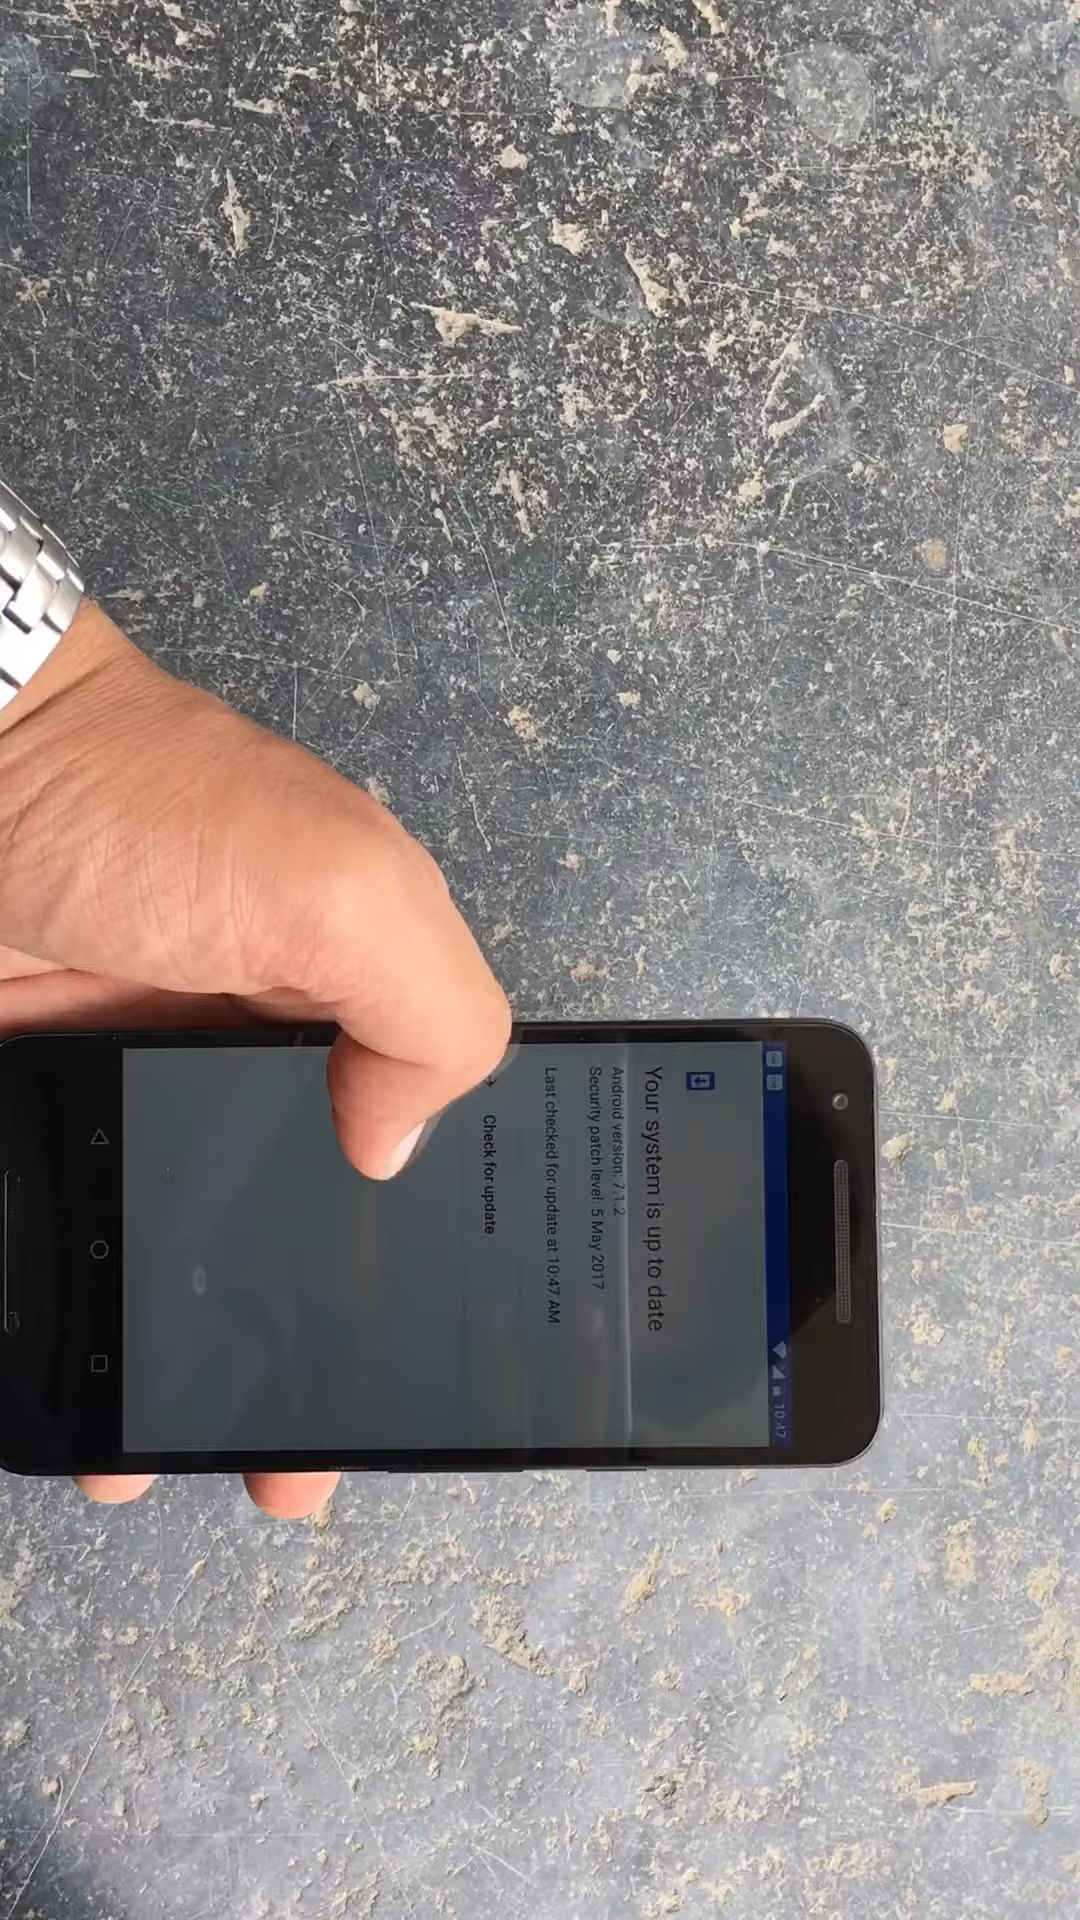 10:47
Your system is up to date
Android version: 7.1.2
Security patch level: 5 May 2017
Last checked for update at 10:47 AM
Check for update